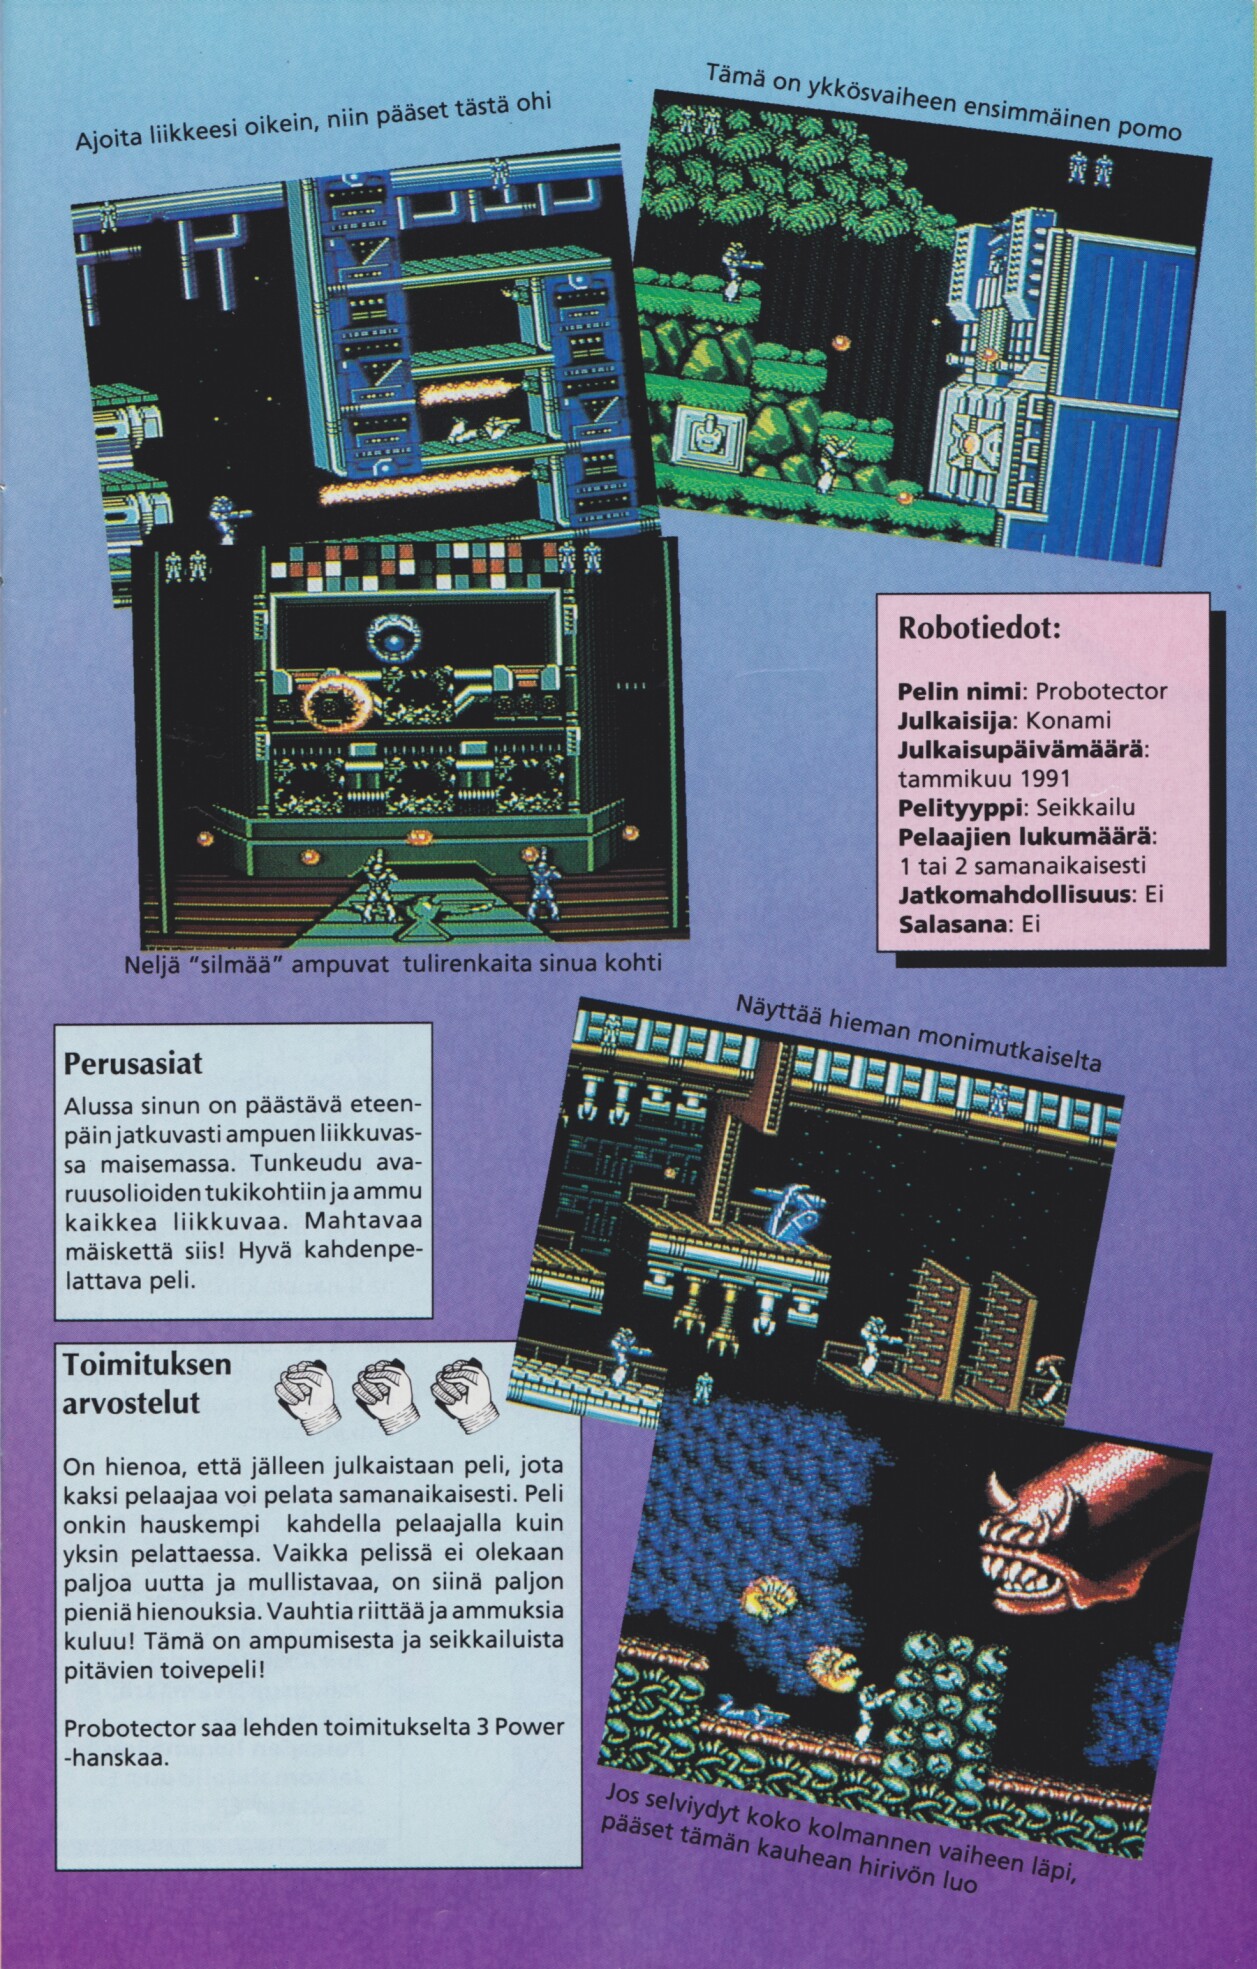 Ajoita liikkeesi oikein, niin pääset tästä ohi
Tämä on ykkösvaiheen ensimmäinen pomo
Robotiedot:
Pelin nimi: Probotector
Julkaisija: Konami
Julkaisupäivämäärä:
tammikuu 1991
Pelityyppi: Seikkailu
Pelaajien lukumäärä:
1 tai 2 samanaikaisesti
Jatkomahdollisuus: Ei
Salasana: Ei
Neljä "silmää" ampuvat tulirenkaita sinua kohti
Näyttää hieman monimutkaiselta
Perusasiat
Alussa sinun on päästävä eteen-
päin jatkuvasti ampuen liikkuvas-
sa maisemassa. Tunkeudu ava-
ruusolioiden tukikohtiin ja ammu
kaikkea liikkuvaa. Mahtavaa
mäiskettä siis! Hyvä kahdenpe-
lattava peli.
Toimituksen
arvostelut
On hienoa, että jälleen julkaistaan peli, jota
kaksi pelaajaa voi pelata samanaikaisesti. Peli
onkin hauskempi kahdella pelaajalla kuin
yksin pelattaessa. Vaikka pelissä ei olekaan
paljoa uutta ja mullistavaa, on siinä paljon
pieniä hienouksia. Vauhtia riittää ja ammuksia
kuluu! Tämä on ampumisesta ja seikkailuista
pitävien toivepeli!
Probotector saa lehden toimitukselta 3 Power
-hanskaa.
Jos selviydyt koko kolmannen vaiheen läpi,
pääset tämän kauhean hirivön luo